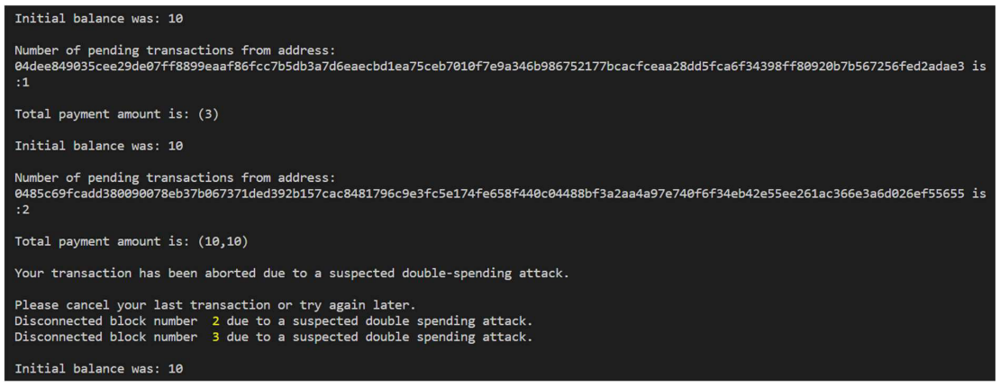 Initial balance was: 10
Number of pending transactions from address:
04dee849035cee29de07ff8899eaaf86fcc7b5db3a7d6eaecbd1ea75ceb7010f7e9a346b986752177bcacfceaa28dd5fca6f34398ff80920b7b567256fed2adae3 is
:1
Total payment amount is: (3)
Initial balance was: 10
Number of pending transactions from address:
0485c69fcadd380090078eb37b067371ded392b157cac8481796c9e3fc5e174fe658f440c04488bf3a2aa4a97e740f6f34eb42e55ee261ac366e3a6d026ef55655 is
:2
Total payment amount is: (10,10)
Your transaction has been aborted due to a suspected double-spending attack.
Please cancel your last transaction or try again later.
Disconnected block number  2 due to a suspected double spending attack.
Disconnected block number  3 due to a suspected double spending attack.
Initial balance was: 10